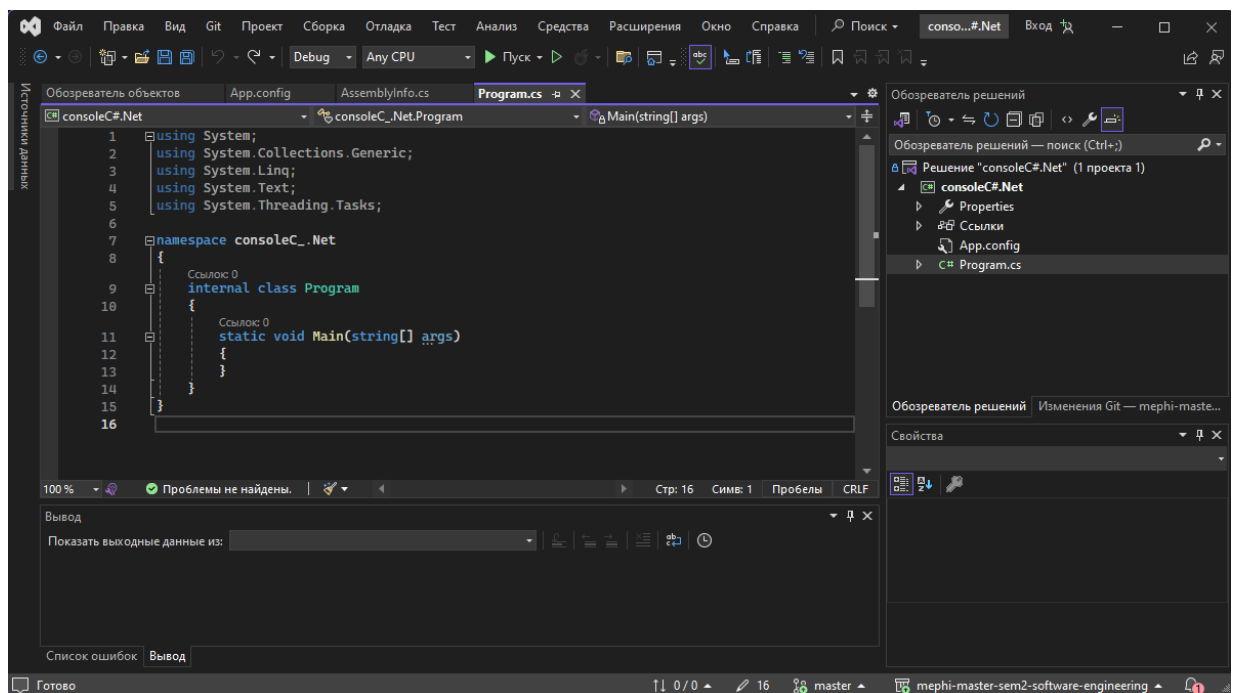 Файл Правка Вид Git Проект Сборка Отладка Тест Анализ Средства Расширения Окно Справка Поиск conso...#.Net Вход
Debug Any CPU Пуск
Источники данных
Обозреватель объектов App.config AssemblyInfo.cs Program.cs
consoleC#.Net consoleC_.Net.Program Main(string[] args)
1 using System;
2 using System.Collections.Generic;
3 using System.Linq;
4 using System.Text;
5 using System.Threading.Tasks;
6
7 namespace consoleC_.Net
8 {
Ссылок: 0
9 internal class Program
10 {
Ссылок: 0
11 static void Main(string[] args)
12 {
13 }
14 }
15 }
16
100 % Проблемы не найдены. Стр: 16 Симв: 1 Пробелы CRLF
Вывод
Показать выходные данные из:
Список ошибок Вывод
Обозреватель решений
Обозреватель решений — поиск (Ctrl+;)
Решение "consoleC#.Net" (1 проекта 1)
C# consoleC#.Net
Properties
Ссылки
App.config
C# Program.cs
Обозреватель решений Изменения Git — mephi-maste...
Свойства
Готово 0 / 0 16 master mephi-master-sem2-software-engineering 1